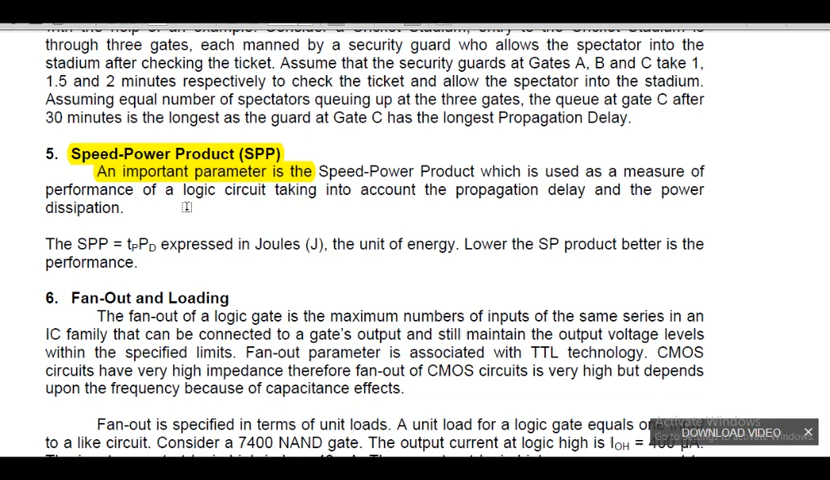 through three gates, each manned by a security guard who allows the spectator into the
stadium after checking the ticket. Assume that the security guards at Gates A, B and C take 1,
1.5 and 2 minutes respectively to check the ticket and allow the spectator into the stadium.
Assuming equal number of spectators queuing up at the three gates, the queue at gate C after
30 minutes is the longest as the guard at Gate C has the longest Propagation Delay.
5. Speed-Power Product (SPP)
An important parameter is the Speed-Power Product which is used as a measure of
performance of a logic circuit taking into account the propagation delay and the power
dissipation.
The SPP = tPPD expressed in Joules (J), the unit of energy. Lower the SP product better is the
performance.
6. Fan-Out and Loading
The fan-out of a logic gate is the maximum numbers of inputs of the same series in an
IC family that can be connected to a gate's output and still maintain the output voltage levels
within the specified limits. Fan-out parameter is associated with TTL technology. CMOS
circuits have very high impedance therefore fan-out of CMOS circuits is very high but depends
upon the frequency because of capacitance effects.
Fan-out is specified in terms of unit loads. A unit load for a logic gate equals
Activate Windows
DOWNLOAD VIDEO
to a like circuit. Consider a 7400 NAND gate. The output current at logic high is IOH =